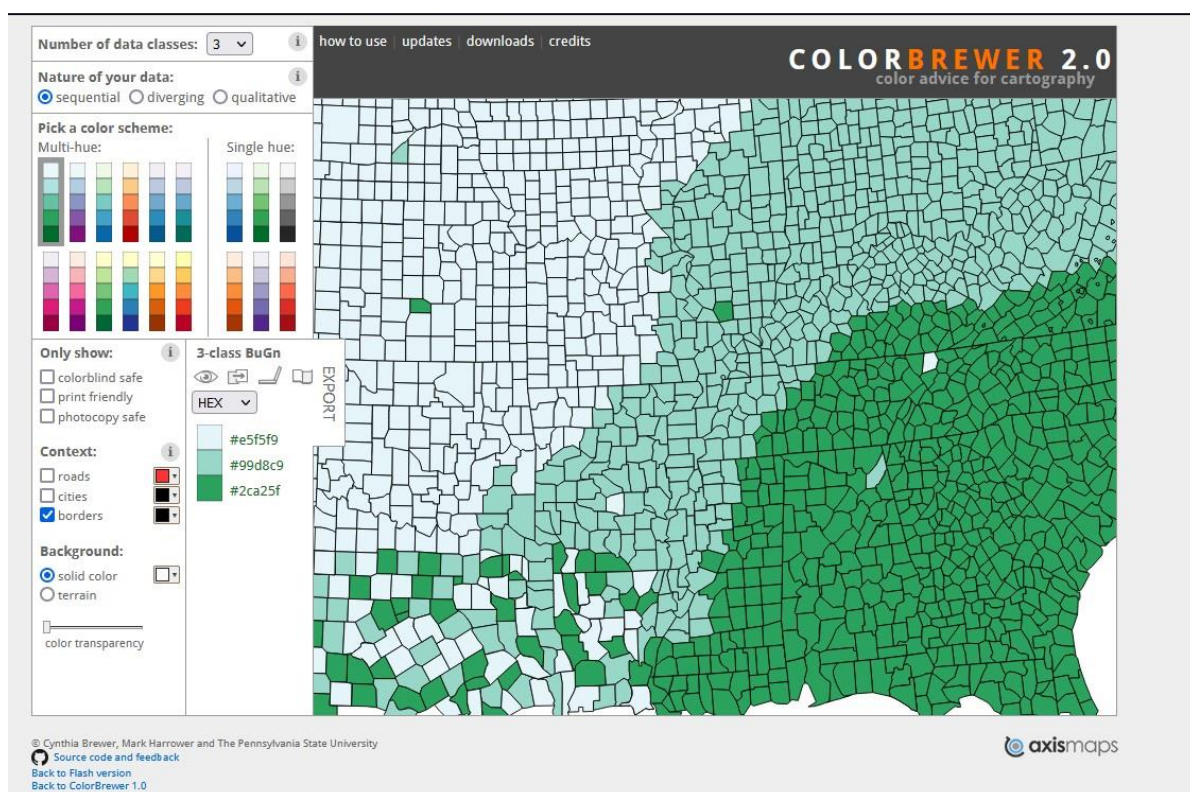 Number of data classes: 3 i
how to use | updates | downloads | credits
COLORBREWER 2.0
color advice for cartography
Nature of your data: i
sequential diverging qualitative
Pick a color scheme:
Multi-hue: Single hue:
Only show: i
colorblind safe
print friendly
photocopy safe
Context: i
roads
cities
borders
Background:
solid color
terrain
color transparency
3-class BuGn
EXPORT
HEX
#e5f5f9
#99d8c9
#2ca25f
© Cynthia Brewer, Mark Harrower and The Pennsylvania State University
Source code and feedback
Back to Flash version
Back to ColorBrewer 1.0
axismaps